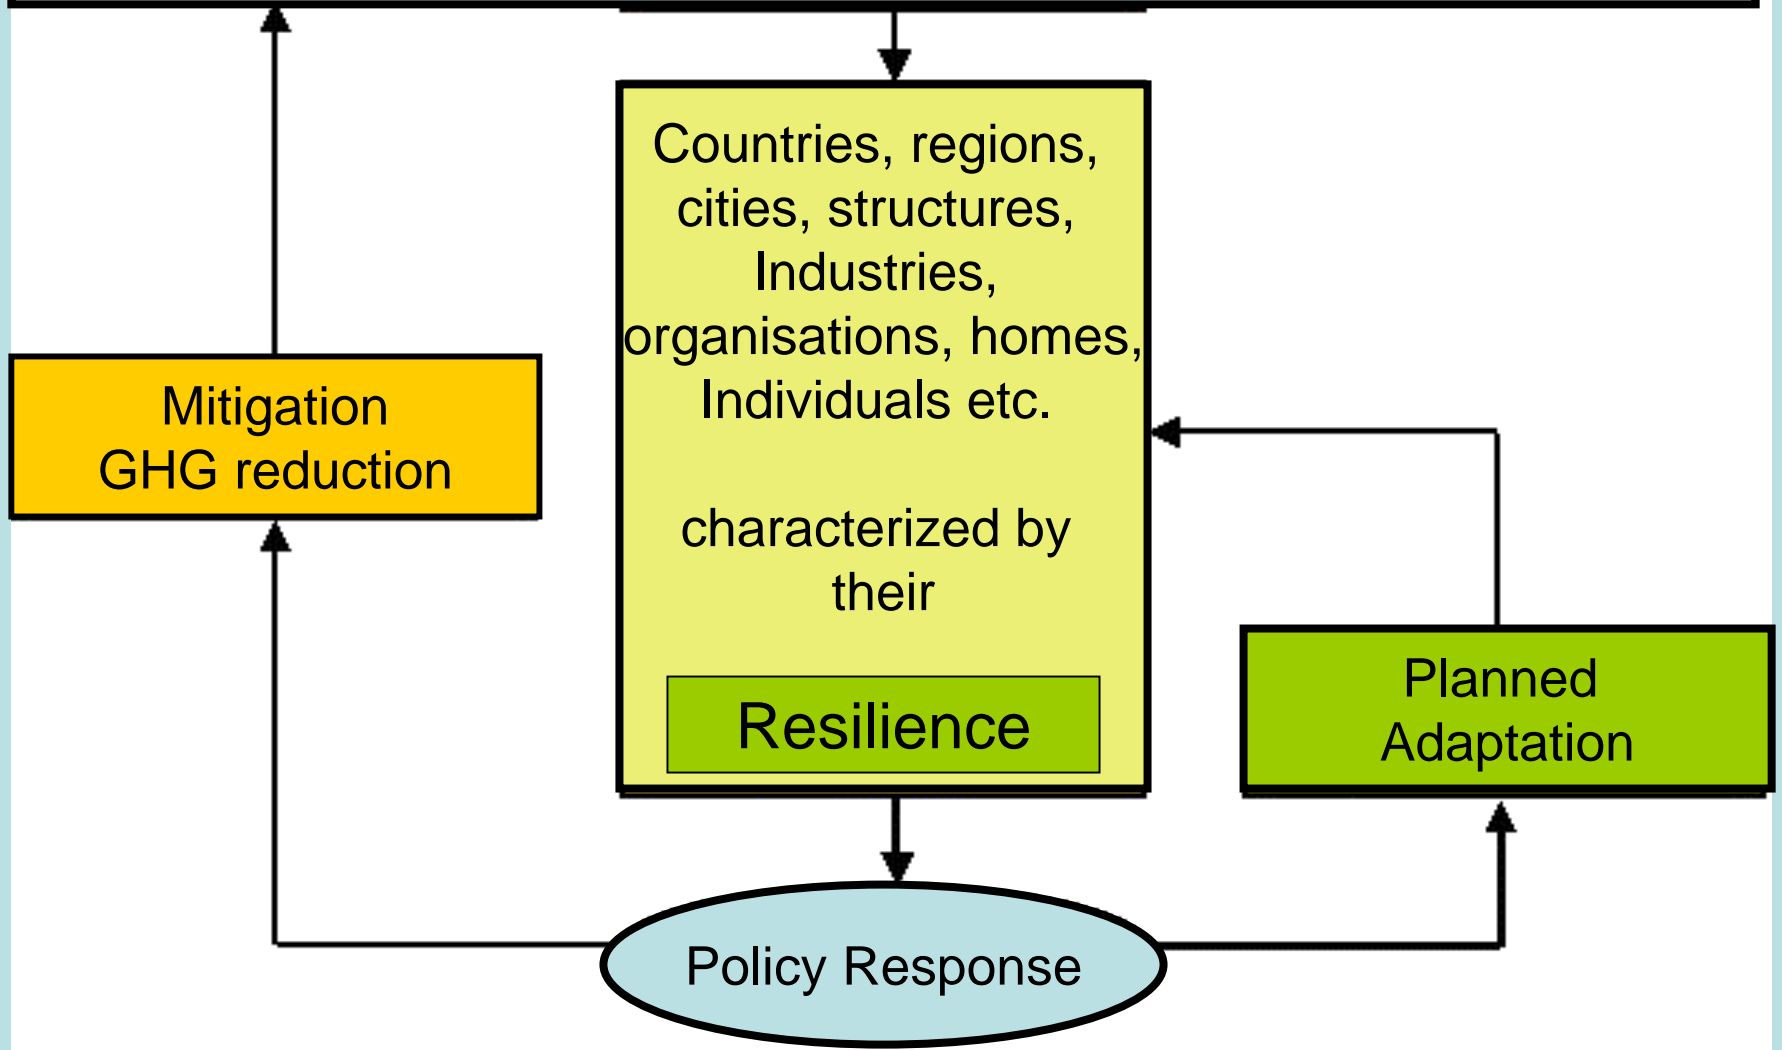 Countries, regions,
cities, structures,
Industries,
organisations, homes,
Individuals etc.
characterized by
their
Resilience
Mitigation
GHG reduction
Planned
Adaptation
Policy Response